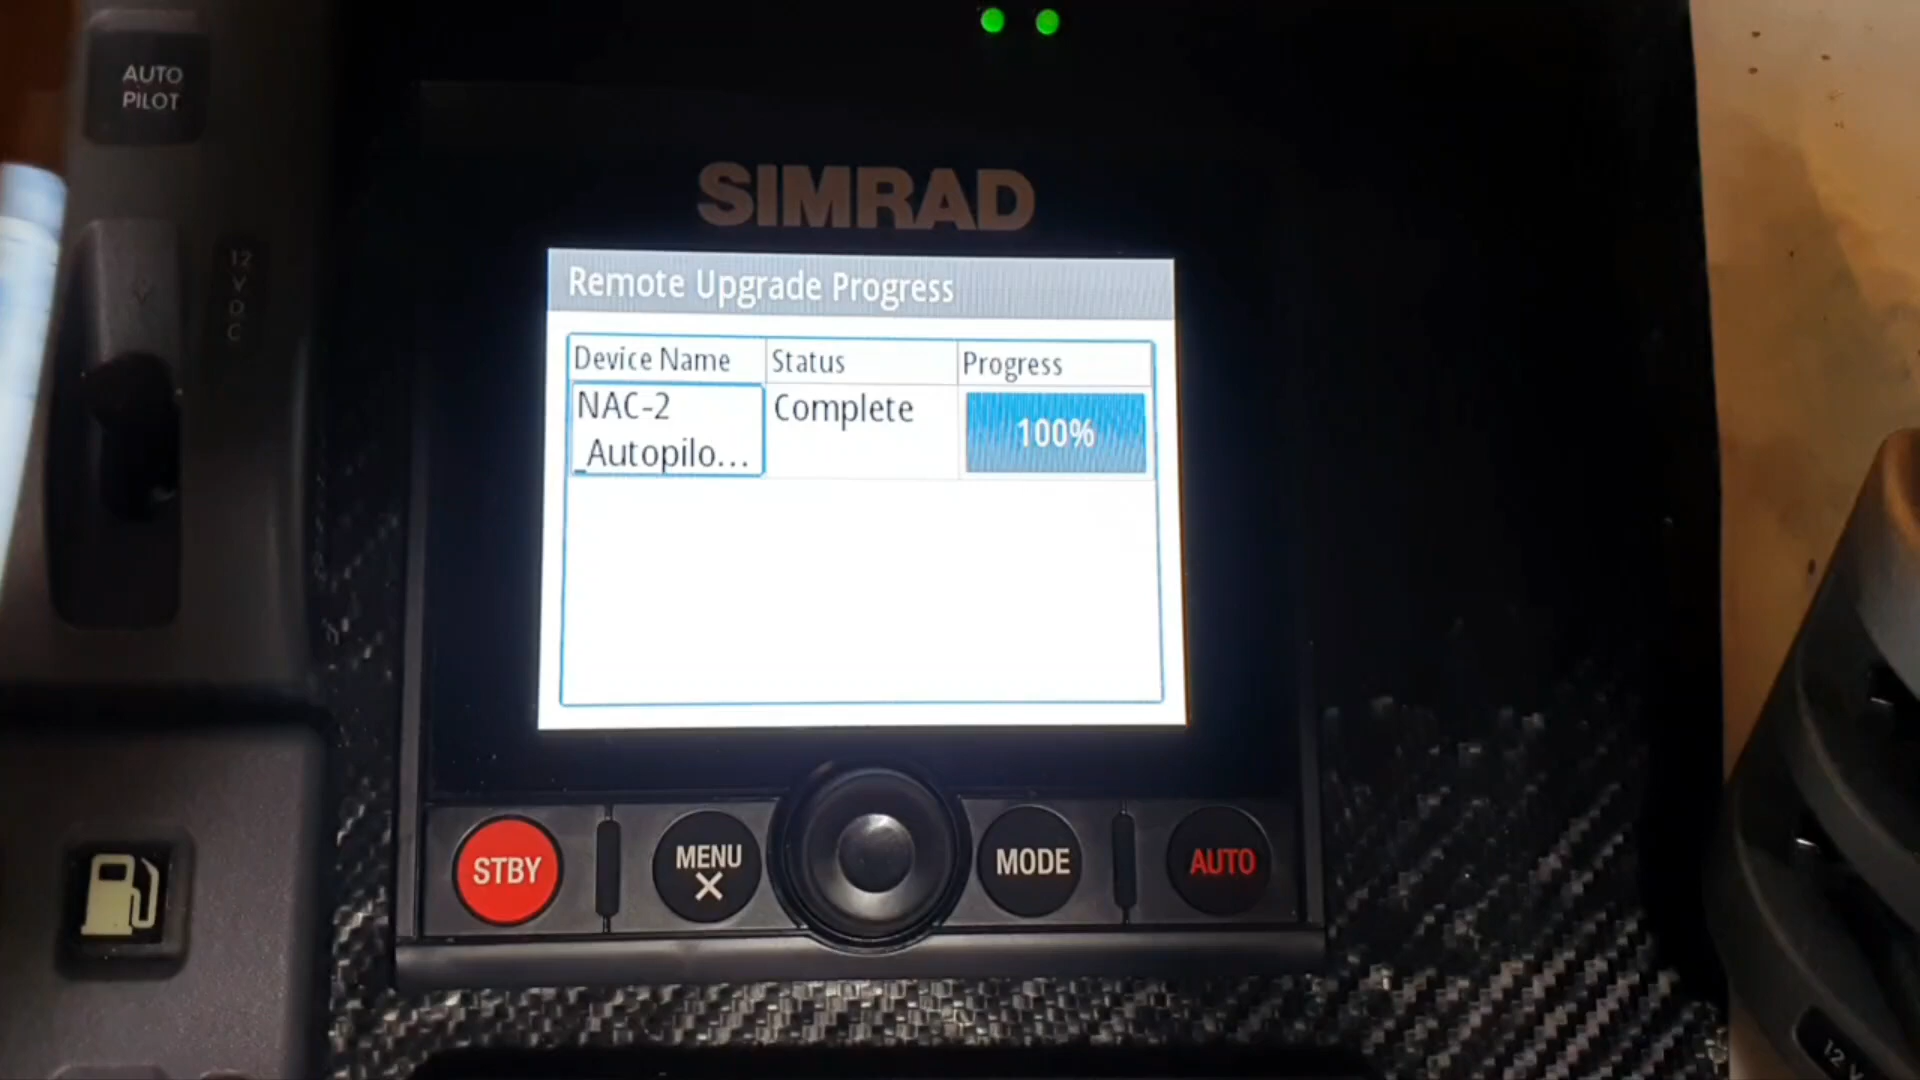 AUTO
PILOT
12
V
D
C
SIMRAD
Remote Upgrade Progress
Device Name Status Progress
NAC-2
_Autopilo...
Complete
100%
STBY
MENU
X
MODE
AUTO
12 V